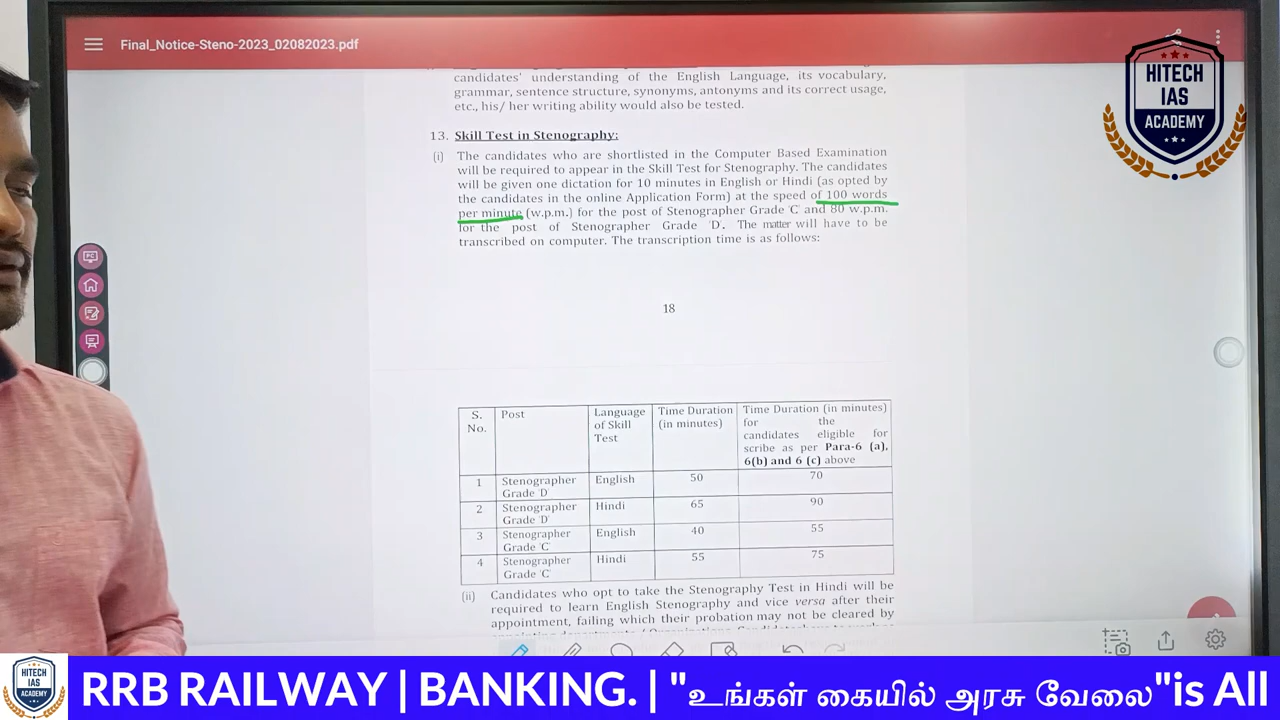 Final_Notice-Steno-2023_02082023.pdf
HITECH
IAS
ACADEMY
candidates' understanding of the English Language, its vocabulary,
grammar, sentence structure, synonyms, antonyms and its correct usage,
etc., his/ her writing ability would also be tested.
13. Skill Test in Stenography:
(i) The candidates who are shortlisted in the Computer Based Examination
will be required to appear in the Skill Test for Stenography. The candidates
will be given one dictation for 10 minutes in English or Hindi (as opted by
the candidates in the online Application Form) at the speed of 100 words
per minute (w.p.m.) for the post of Stenographer Grade 'C' and 80 w.p.m.
for the post of Stenographer Grade 'D'. The matter will have to be
transcribed on computer. The transcription time is as follows:
18
S. No. Post Language of Skill Test Time Duration (in minutes) Time Duration (in minutes) for the candidates eligible for scribe as per Para-6 (a), 6(b) and 6 (c) above
1 Stenographer Grade 'D' English 50 70
2 Stenographer Grade 'D' Hindi 65 90
3 Stenographer Grade 'C' English 40 55
4 Stenographer Grade 'C' Hindi 55 75
(ii) Candidates who opt to take the Stenography Test in Hindi will be
required to learn English Stenography and vice versa after their
appointment, failing which their probation may not be cleared by
HITECH
IAS
ACADEMY
RRB RAILWAY | BANKING. | "உங்கள் கையில் அரசு வேலை"is All